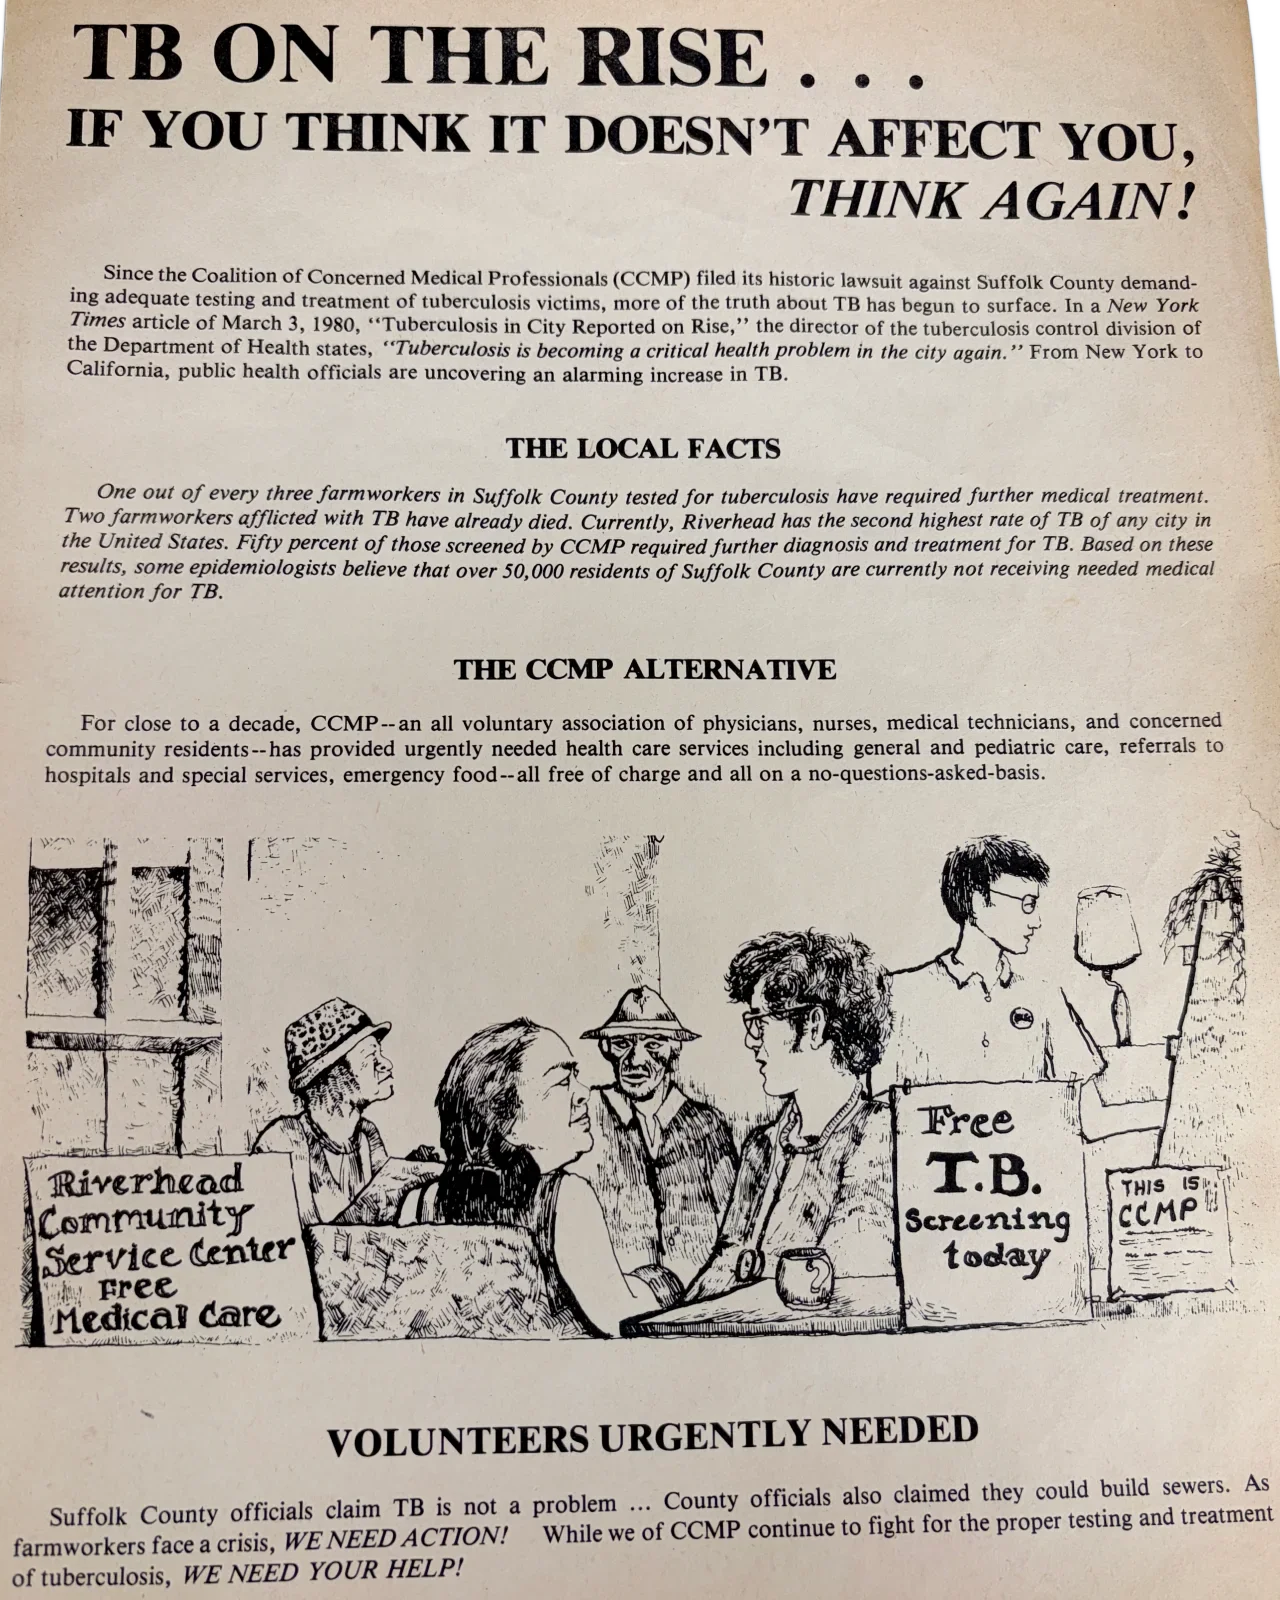 TB ON THE RISE . . .
IF YOU THINK IT DOESN'T AFFECT YOU,
THINK AGAIN!
Since the Coalition of Concerned Medical Professionals (CCMP) filed its historic lawsuit against Suffolk County demand-
ing adequate testing and treatment of tuberculosis victims, more of the truth about TB has begun to surface. In a New York
Times article of March 3, 1980, "Tuberculosis in City Reported on Rise," the director of the tuberculosis control division of
the Department of Health states, "Tuberculosis is becoming a critical health problem in the city again." From New York to
California, public health officials are uncovering an alarming increase in TB.
THE LOCAL FACTS
One out of every three farmworkers in Suffolk County tested for tuberculosis have required further medical treatment.
Two farmworkers afflicted with TB have already died. Currently, Riverhead has the second highest rate of TB of any city in
the United States. Fifty percent of those screened by CCMP required further diagnosis and treatment for TB. Based on these
results, some epidemiologists believe that over 50,000 residents of Suffolk County are currently not receiving needed medical
attention for TB.
THE CCMP ALTERNATIVE
For close to a decade, CCMP--an all voluntary association of physicians, nurses, medical technicians, and concerned
community residents--has provided urgently needed health care services including general and pediatric care, referrals to
hospitals and special services, emergency food--all free of charge and all on a no-questions-asked-basis.
Riverhead
Community
Service Center
Free
Medical Care
Free
T.B.
Screening
today
THIS IS
CCMP
VOLUNTEERS URGENTLY NEEDED
Suffolk County officials claim TB is not a problem ... County officials also claimed they could build sewers. As
farmworkers face a crisis, WE NEED ACTION! While we of CCMP continue to fight for the proper testing and treatment
of tuberculosis, WE NEED YOUR HELP!